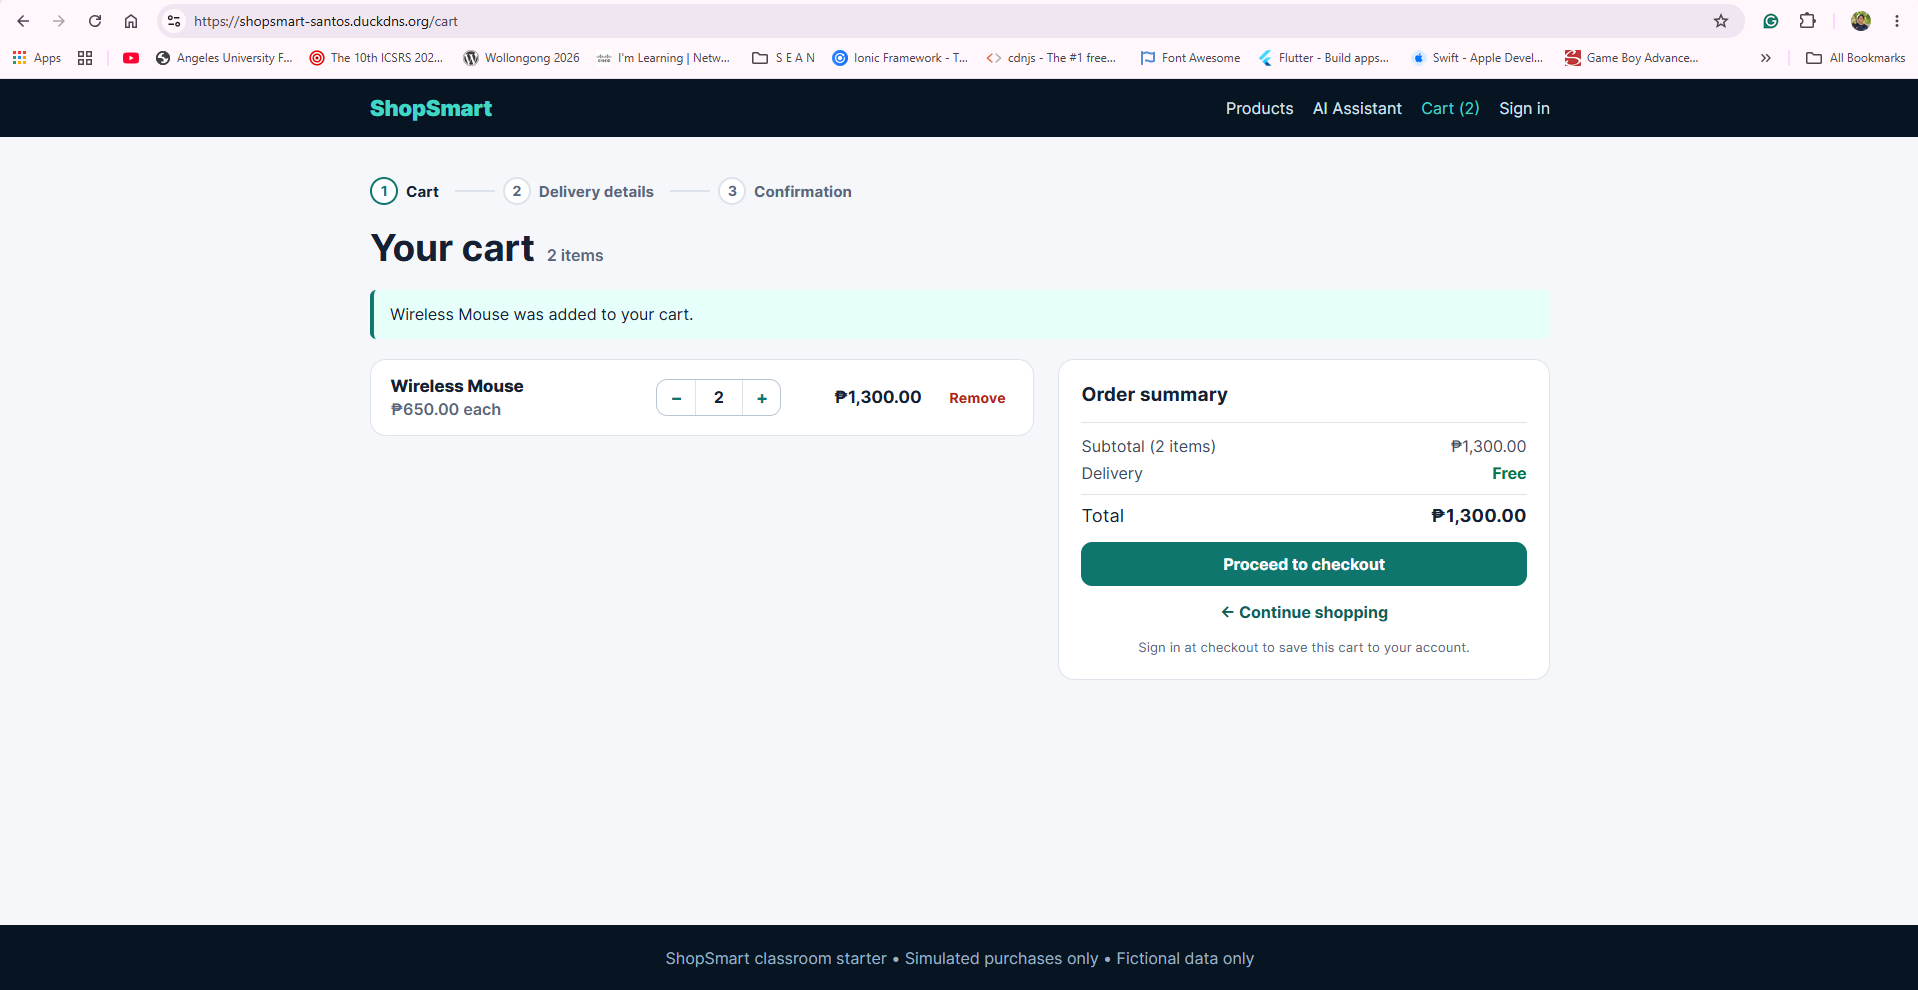 https://shopsmart-santos.duckdns.org/cart
Apps
Angeles University F...
The 10th ICSRS 202...
Wollongong 2026
I'm Learning | Netw...
S E A N
Ionic Framework - T...
cdnjs - The #1 free...
Font Awesome
Flutter - Build apps...
Swift - Apple Devel...
Game Boy Advance...
All Bookmarks
ShopSmart
Products AI Assistant Cart (2) Sign in
1 Cart 2 Delivery details 3 Confirmation
Your cart 2 items
Wireless Mouse was added to your cart.
Wireless Mouse
₱650.00 each
− 2 +
₱1,300.00
Remove
Order summary
Subtotal (2 items) ₱1,300.00
Delivery Free
Total ₱1,300.00
Proceed to checkout
← Continue shopping
Sign in at checkout to save this cart to your account.
ShopSmart classroom starter • Simulated purchases only • Fictional data only